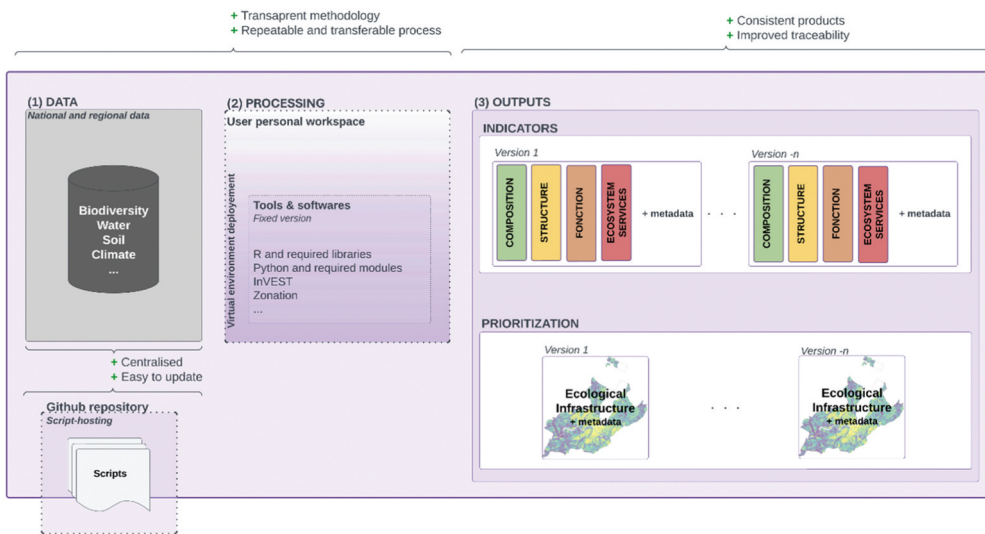 + Transaprent methodology
+ Repeatable and transferable process
+ Consistent products
+ Improved traceability
(1) DATA
National and regional data
Biodiversity
Water
Soil
Climate
...
+ Centralised
+ Easy to update
Github repository
Script-hosting
Scripts
(2) PROCESSING
User personal workspace
Virtual environment deployement
Tools & softwares
Fixed version
R and required libraries
Python and required modules
InVEST
Zonation
...
(3) OUTPUTS
INDICATORS
Version 1
COMPOSITION
STRUCTURE
FONCTION
ECOSYSTEM
SERVICES
+ metadata
. . .
Version -n
COMPOSITION
STRUCTURE
FONCTION
ECOSYSTEM
SERVICES
+ metadata
PRIORITIZATION
Version 1
Ecological
Infrastructure
+ metadata
. . .
Version -n
Ecological
Infrastructure
+ metadata